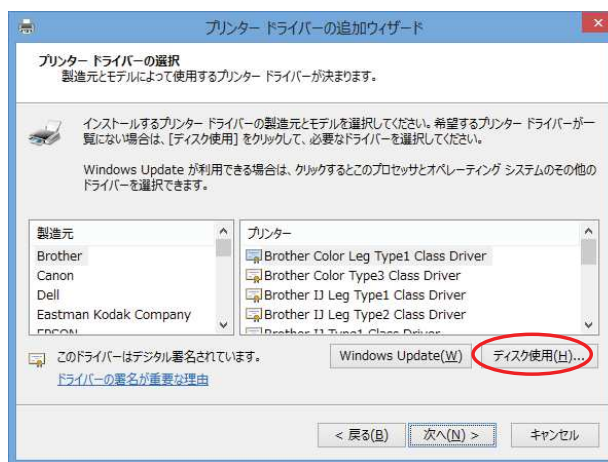 プリンター ドライバーの追加ウィザード
プリンター ドライバーの選択
製造元とモデルによって使用するプリンター ドライバーが決まります。
インストールするプリンター ドライバーの製造元とモデルを選択してください。希望するプリンター ドライバーが一
覧にない場合は、[ディスク使用] をクリックして、必要なドライバーを選択してください。
Windows Update が利用できる場合は、クリックするとこのプロセッサとオペレーティング システムのその他の
ドライバーを選択できます。
製造元
Brother
Canon
Dell
Eastman Kodak Company
EPSON
プリンター
Brother Color Leg Type1 Class Driver
Brother Color Type3 Class Driver
Brother IJ Leg Type1 Class Driver
Brother IJ Leg Type2 Class Driver
Brother IJ Type1 Class Driver
このドライバーはデジタル署名されています。
Windows Update(W)
ディスク使用(H)...
ドライバーの署名が重要な理由
< 戻る(B)
次へ(N) >
キャンセル